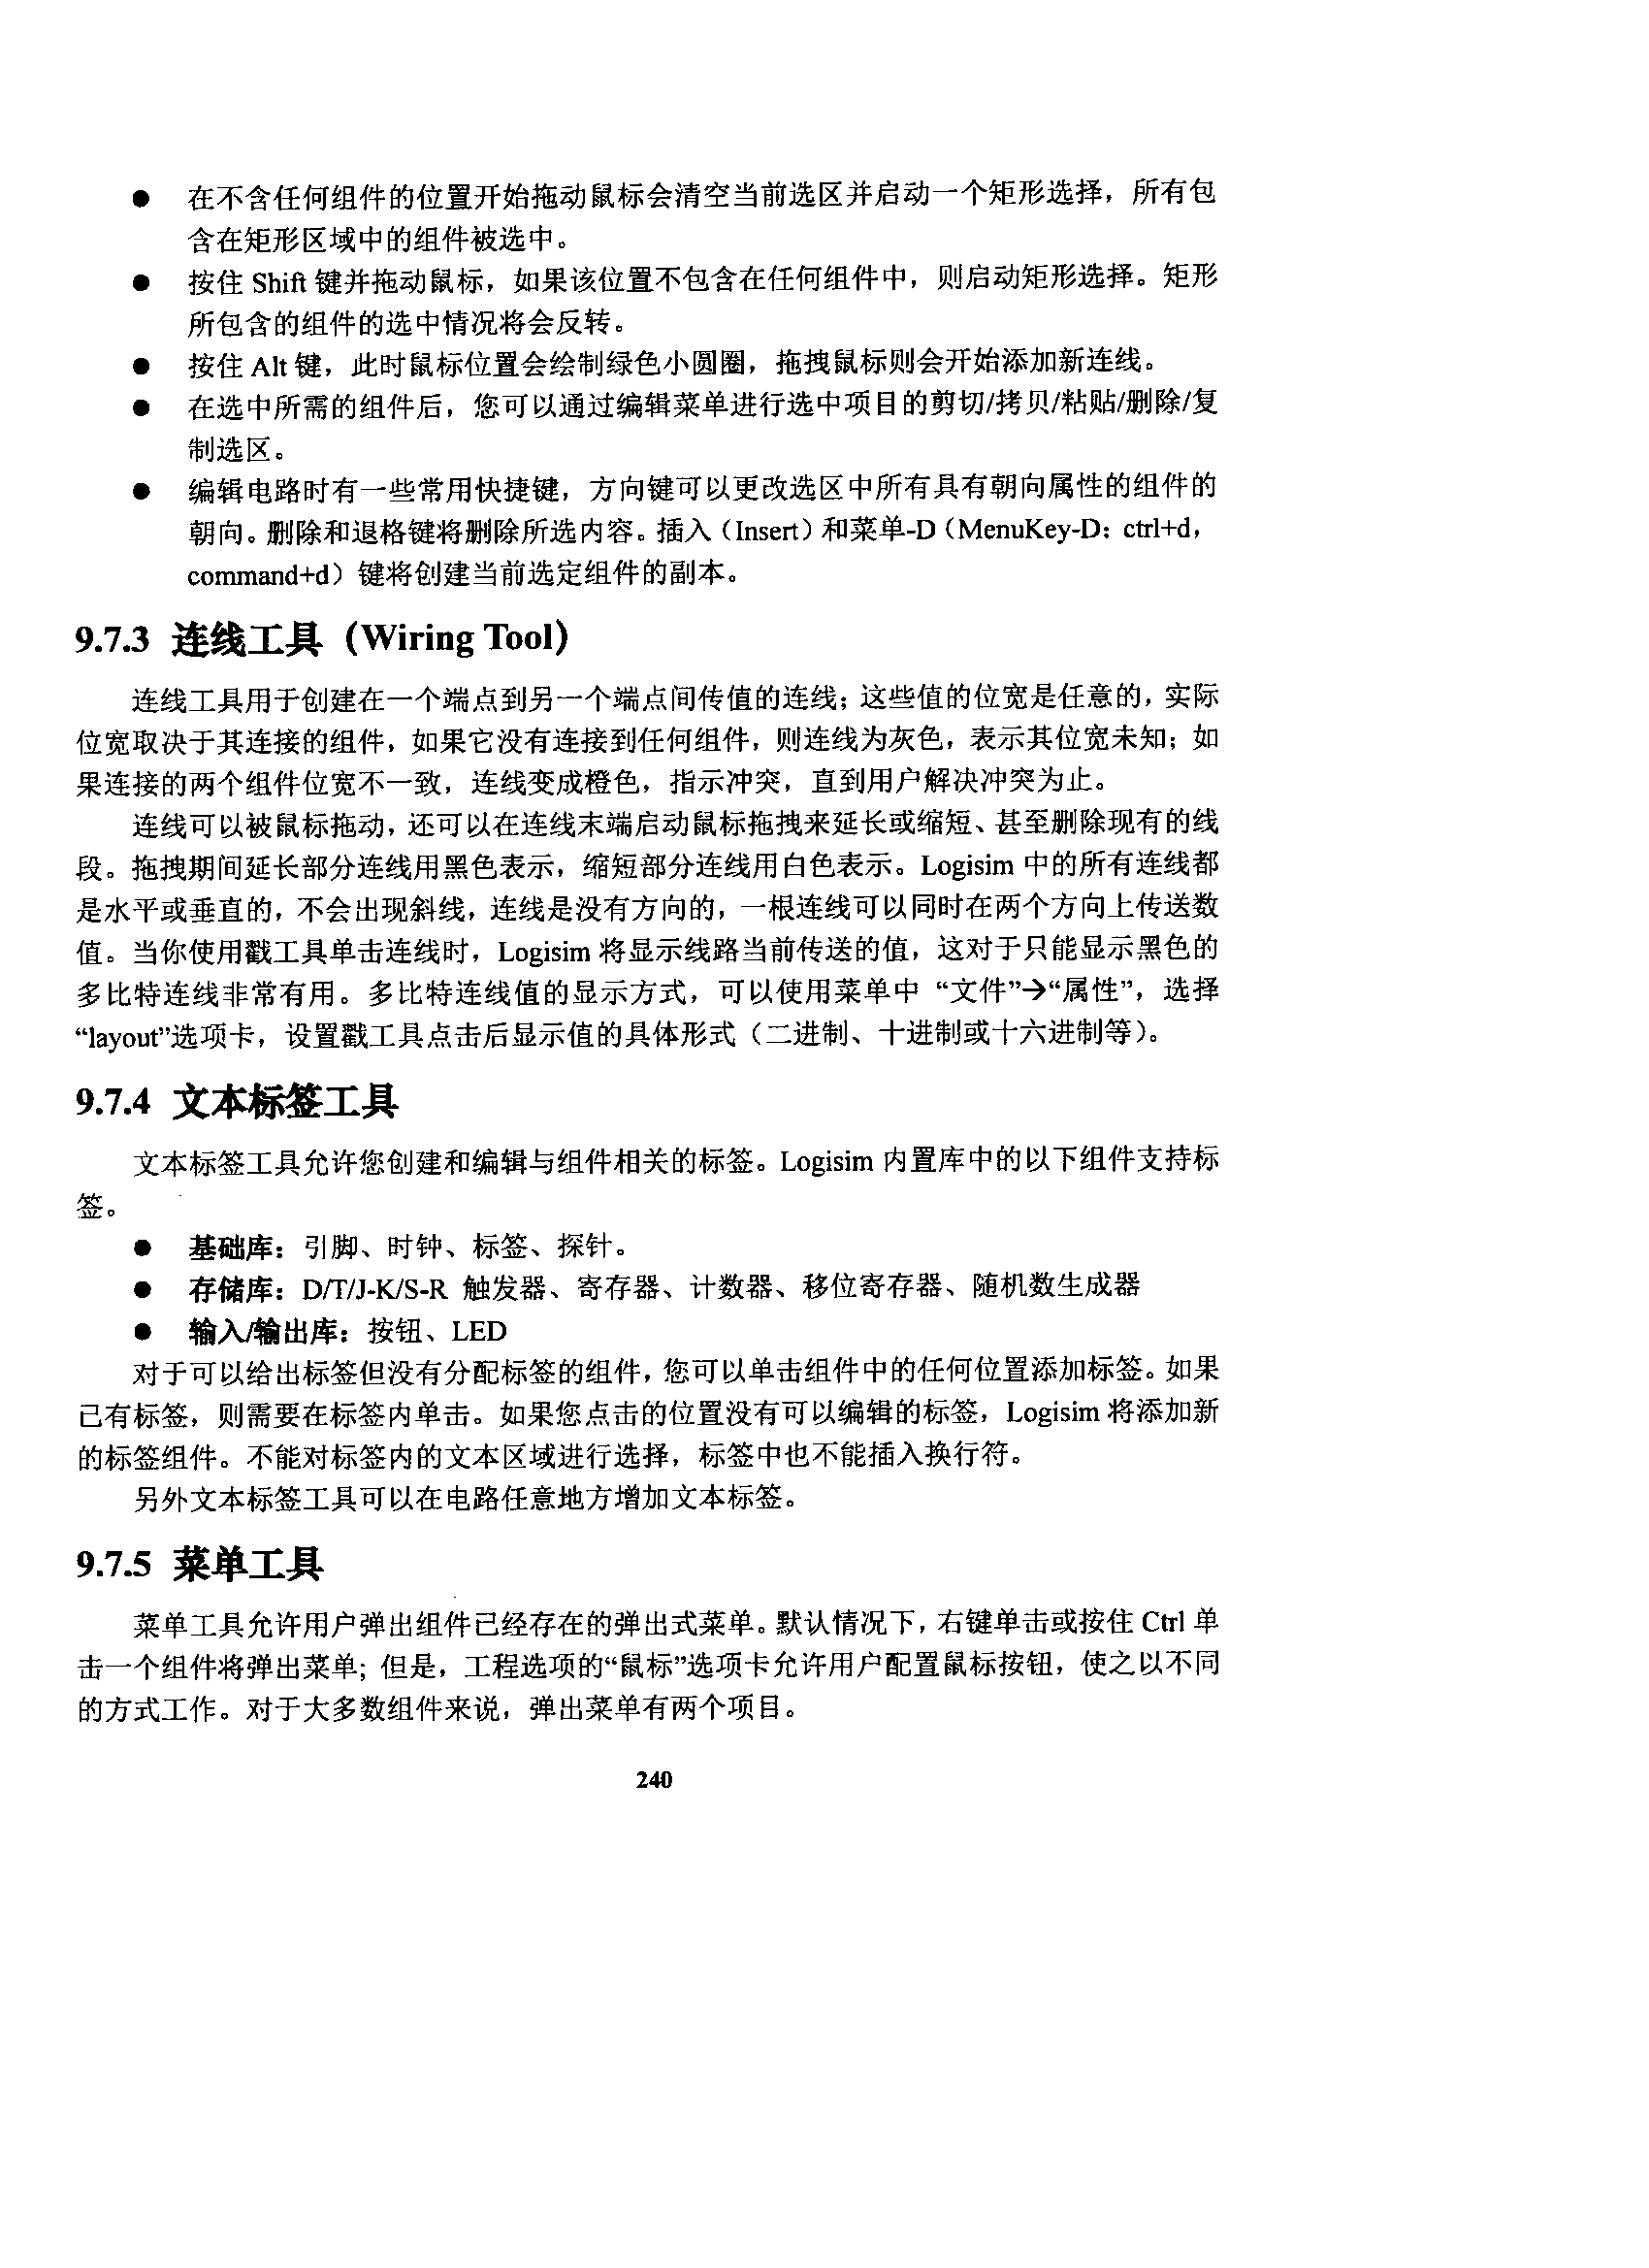 ● 在不含任何组件的位置开始拖动鼠标会清空当前选区并启动一个矩形选择，所有包
含在矩形区域中的组件被选中。
● 按住 Shift 键并拖动鼠标，如果该位置不包含在任何组件中，则启动矩形选择。矩形
所包含的组件的选中情况将会反转。
● 按住 Alt 键，此时鼠标位置会绘制绿色小圆圈，拖拽鼠标则会开始添加新连线。
● 在选中所需的组件后，您可以通过编辑菜单进行选中项目的剪切/拷贝/粘贴/删除/复
制选区。
● 编辑电路时有一些常用快捷键，方向键可以更改选区中所有具有朝向属性的组件的
朝向。删除和退格键将删除所选内容。插入（Insert）和菜单-D（MenuKey-D：ctrl+d，
command+d）键将创建当前选定组件的副本。
9.7.3 连线工具（Wiring Tool）
连线工具用于创建在一个端点到另一个端点间传值的连线；这些值的位宽是任意的，实际
位宽取决于其连接的组件，如果它没有连接到任何组件，则连线为灰色，表示其位宽未知；如
果连接的两个组件位宽不一致，连线变成橙色，指示冲突，直到用户解决冲突为止。
连线可以被鼠标拖动，还可以在连线末端启动鼠标拖拽来延长或缩短、甚至删除现有的线
段。拖拽期间延长部分连线用黑色表示，缩短部分连线用白色表示。Logisim 中的所有连线都
是水平或垂直的，不会出现斜线，连线是没有方向的，一根连线可以同时在两个方向上传送数
值。当你使用戳工具单击连线时，Logisim 将显示线路当前传送的值，这对于只能显示黑色的
多比特连线非常有用。多比特连线值的显示方式，可以使用菜单中 “文件”→“属性”，选择
“layout”选项卡，设置戳工具点击后显示值的具体形式（二进制、十进制或十六进制等）。
9.7.4 文本标签工具
文本标签工具允许您创建和编辑与组件相关的标签。Logisim 内置库中的以下组件支持标
签。
● 基础库：引脚、时钟、标签、探针。
● 存储库：D/T/J-K/S-R 触发器、寄存器、计数器、移位寄存器、随机数生成器
● 输入/输出库：按钮、LED
对于可以给出标签但没有分配标签的组件，您可以单击组件中的任何位置添加标签。如果
已有标签，则需要在标签内单击。如果您点击的位置没有可以编辑的标签，Logisim 将添加新
的标签组件。不能对标签内的文本区域进行选择，标签中也不能插入换行符。
另外文本标签工具可以在电路任意地方增加文本标签。
9.7.5 菜单工具
菜单工具允许用户弹出组件已经存在的弹出式菜单。默认情况下，右键单击或按住 Ctrl 单
击一个组件将弹出菜单；但是，工程选项的“鼠标”选项卡允许用户配置鼠标按钮，使之以不同
的方式工作。对于大多数组件来说，弹出菜单有两个项目。
240